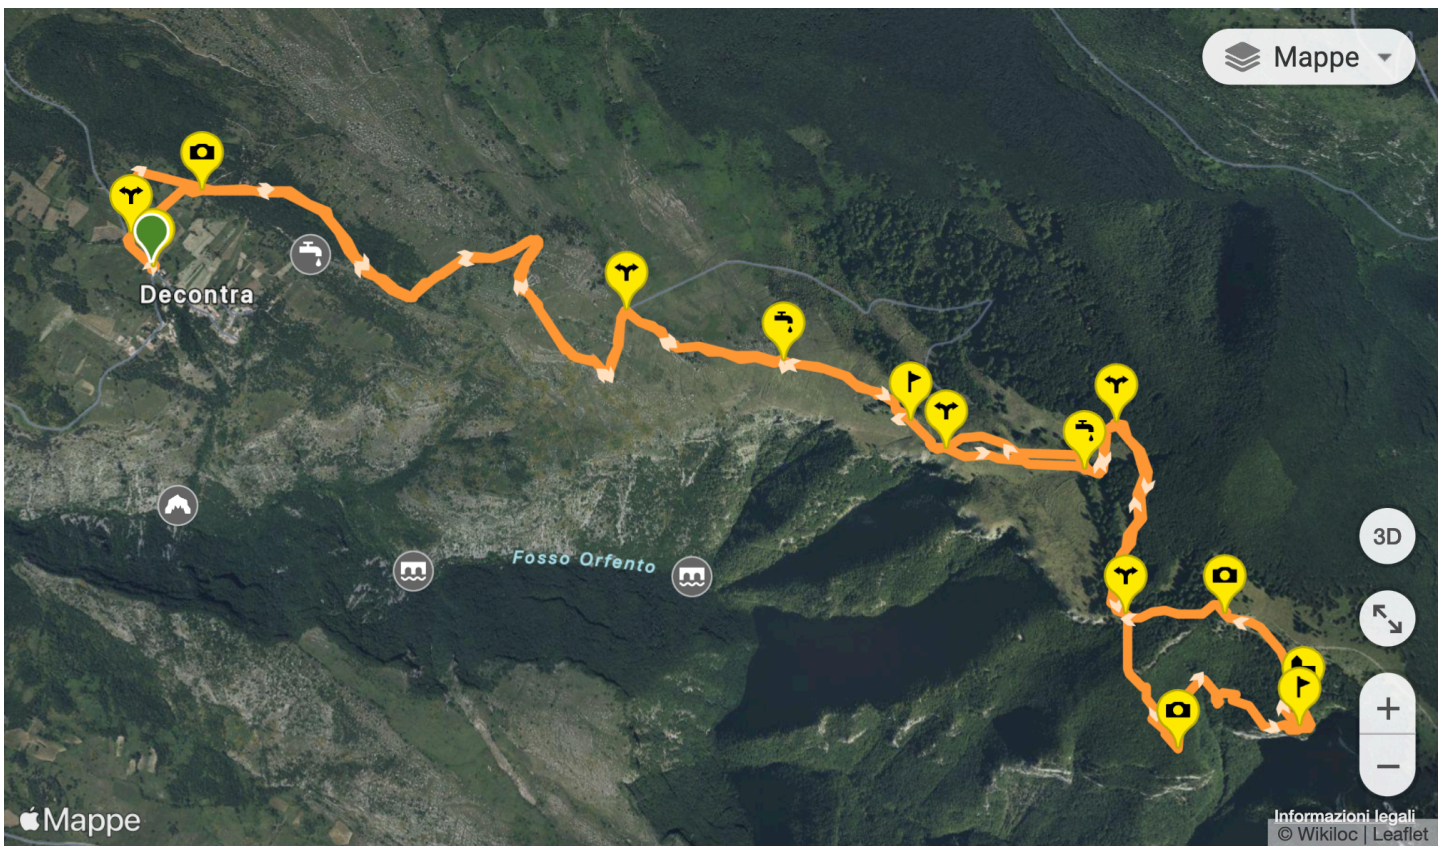 Mappe
Decontra
Fosso Orfento
3D
Mappe
Informazioni legali
© Wikiloc | Leaflet